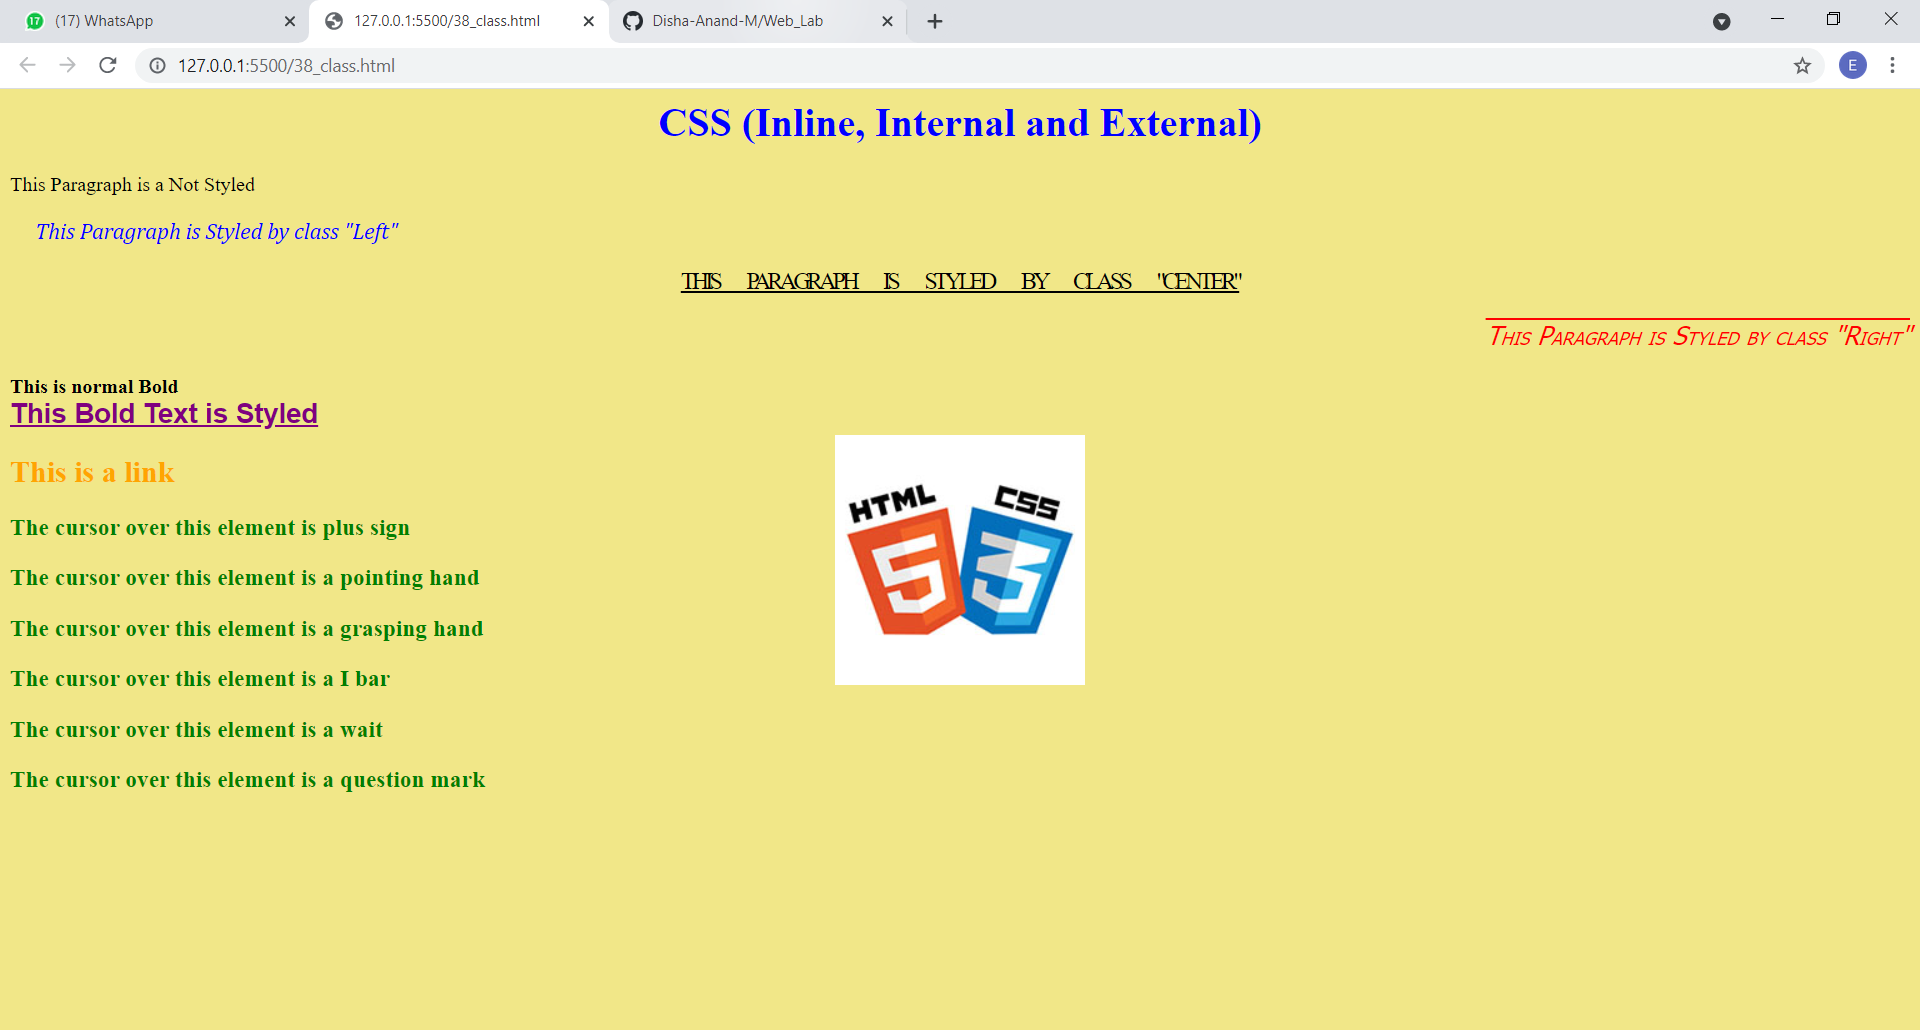 (17) WhatsApp
127.0.0.1:5500/38_class.html
Disha-Anand-M/Web_Lab
127.0.0.1:5500/38_class.html
E
CSS (Inline, Internal and External)
This Paragraph is a Not Styled
This Paragraph is Styled by class "Left"
THIS PARAGRAPH IS STYLED BY CLASS "CENTER"
This Paragraph is Styled by class "Right"
This is normal Bold
This Bold Text is Styled
HTML CSS
5 3
This is a link
The cursor over this element is plus sign
The cursor over this element is a pointing hand
The cursor over this element is a grasping hand
The cursor over this element is a I bar
The cursor over this element is a wait
The cursor over this element is a question mark